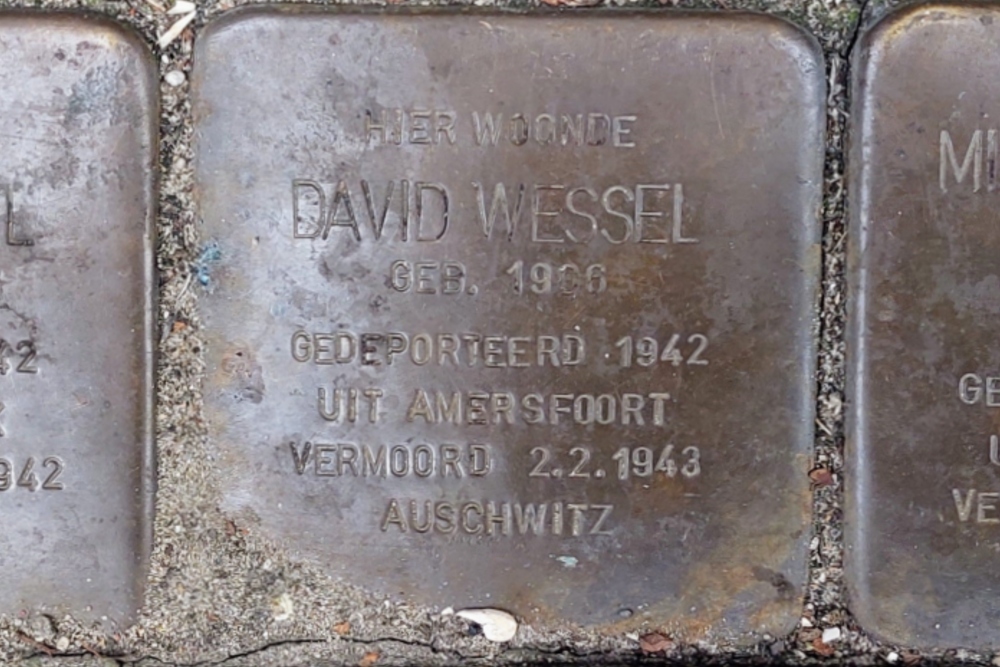 HIER WOONDE
DAVID WESSEL
GEB. 1906
GEDEPORTEERD 1942
UIT AMERSFOORT
VERMOORD 2.2.1943
AUSCHWITZ